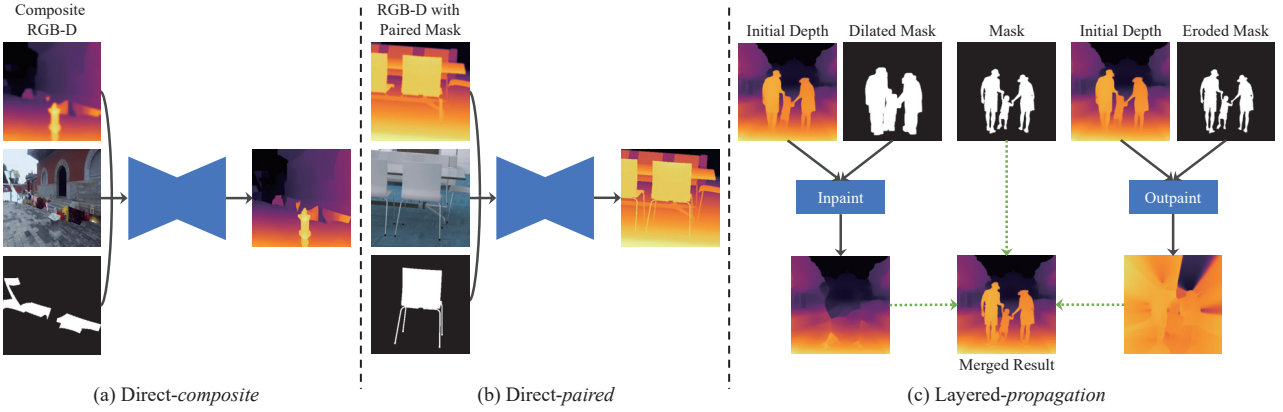 Composite
RGB-D
(a) Direct-composite
RGB-D with
Paired Mask
(b) Direct-paired
Initial Depth
Dilated Mask
Mask
Initial Depth
Eroded Mask
Inpaint
Outpaint
Merged Result
(c) Layered-propagation